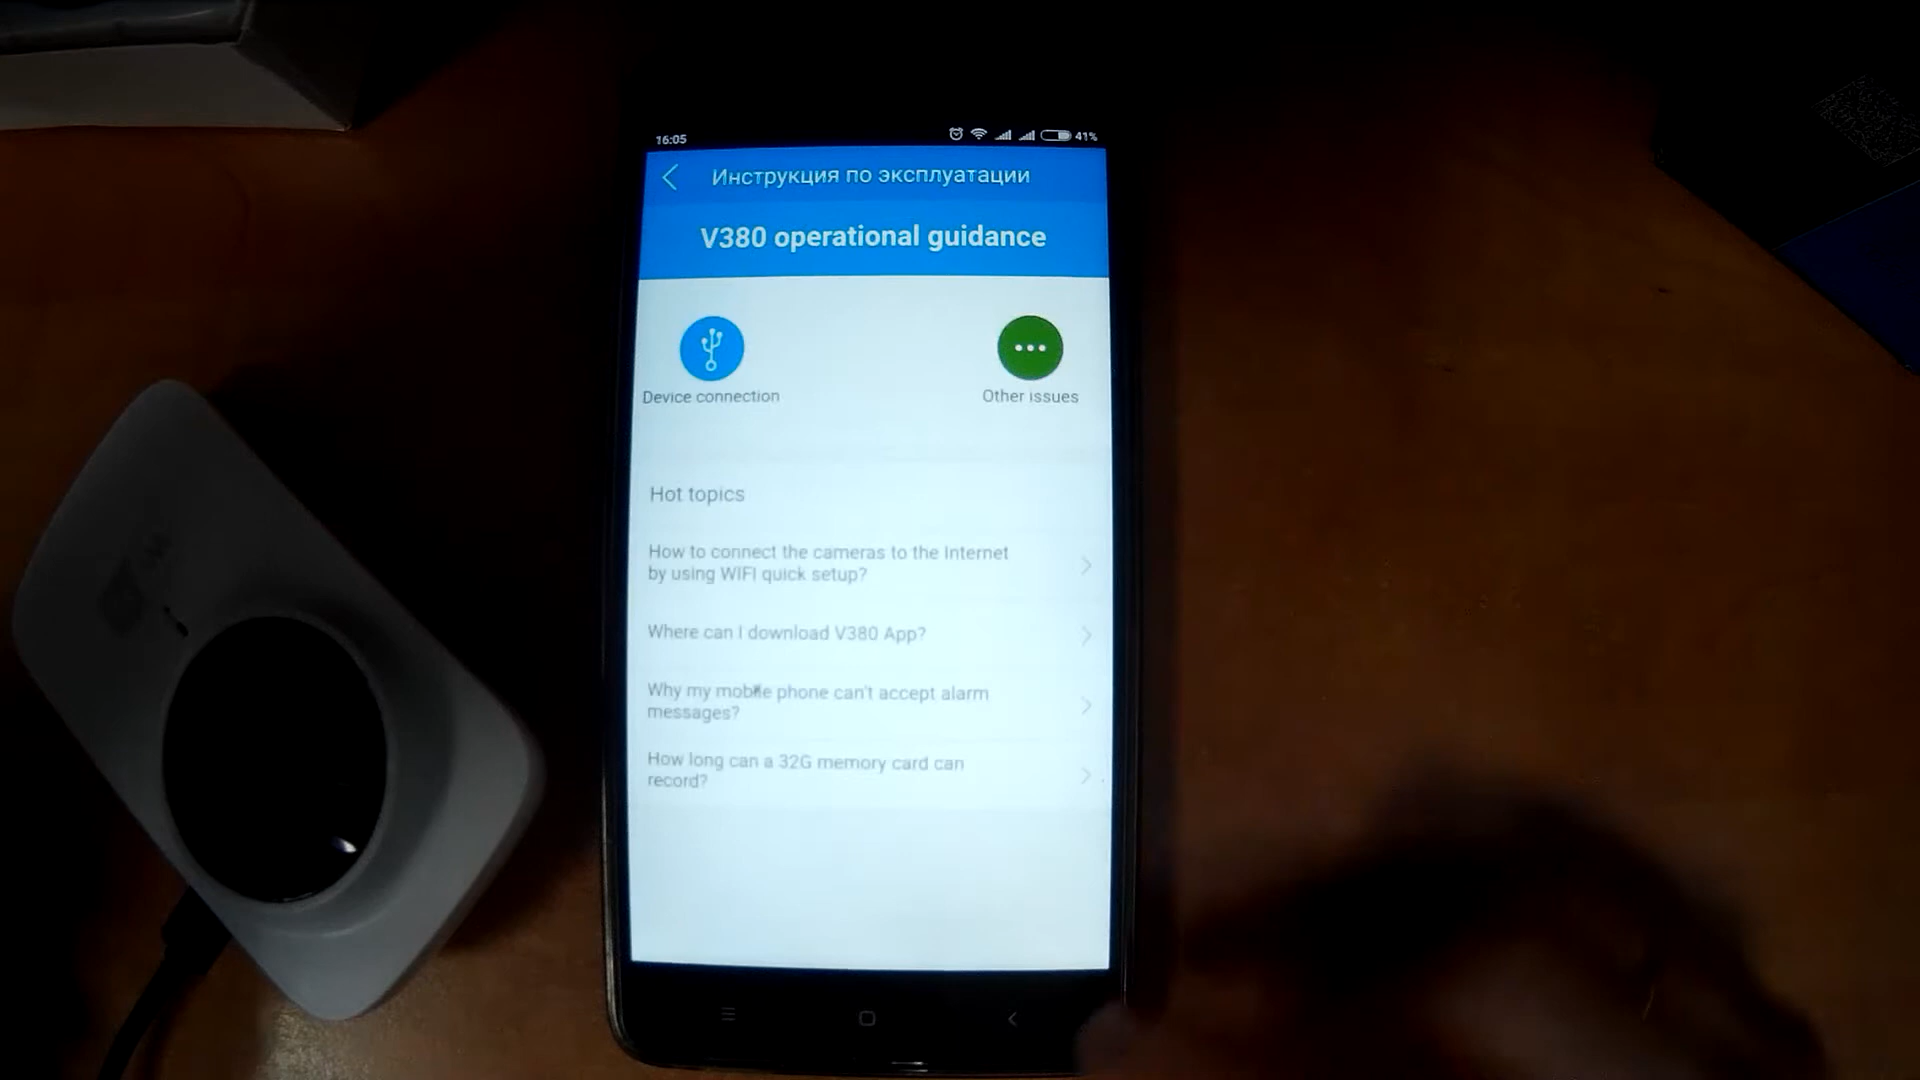 16:05
41%
Инструкция по эксплуатации
V380 operational guidance
Device connection
Other issues
Hot topics
How to connect the cameras to the Internet
by using WIFI quick setup?
Where can I download V380 App?
Why my mobile phone can't accept alarm
messages?
How long can a 32G memory card can
record?